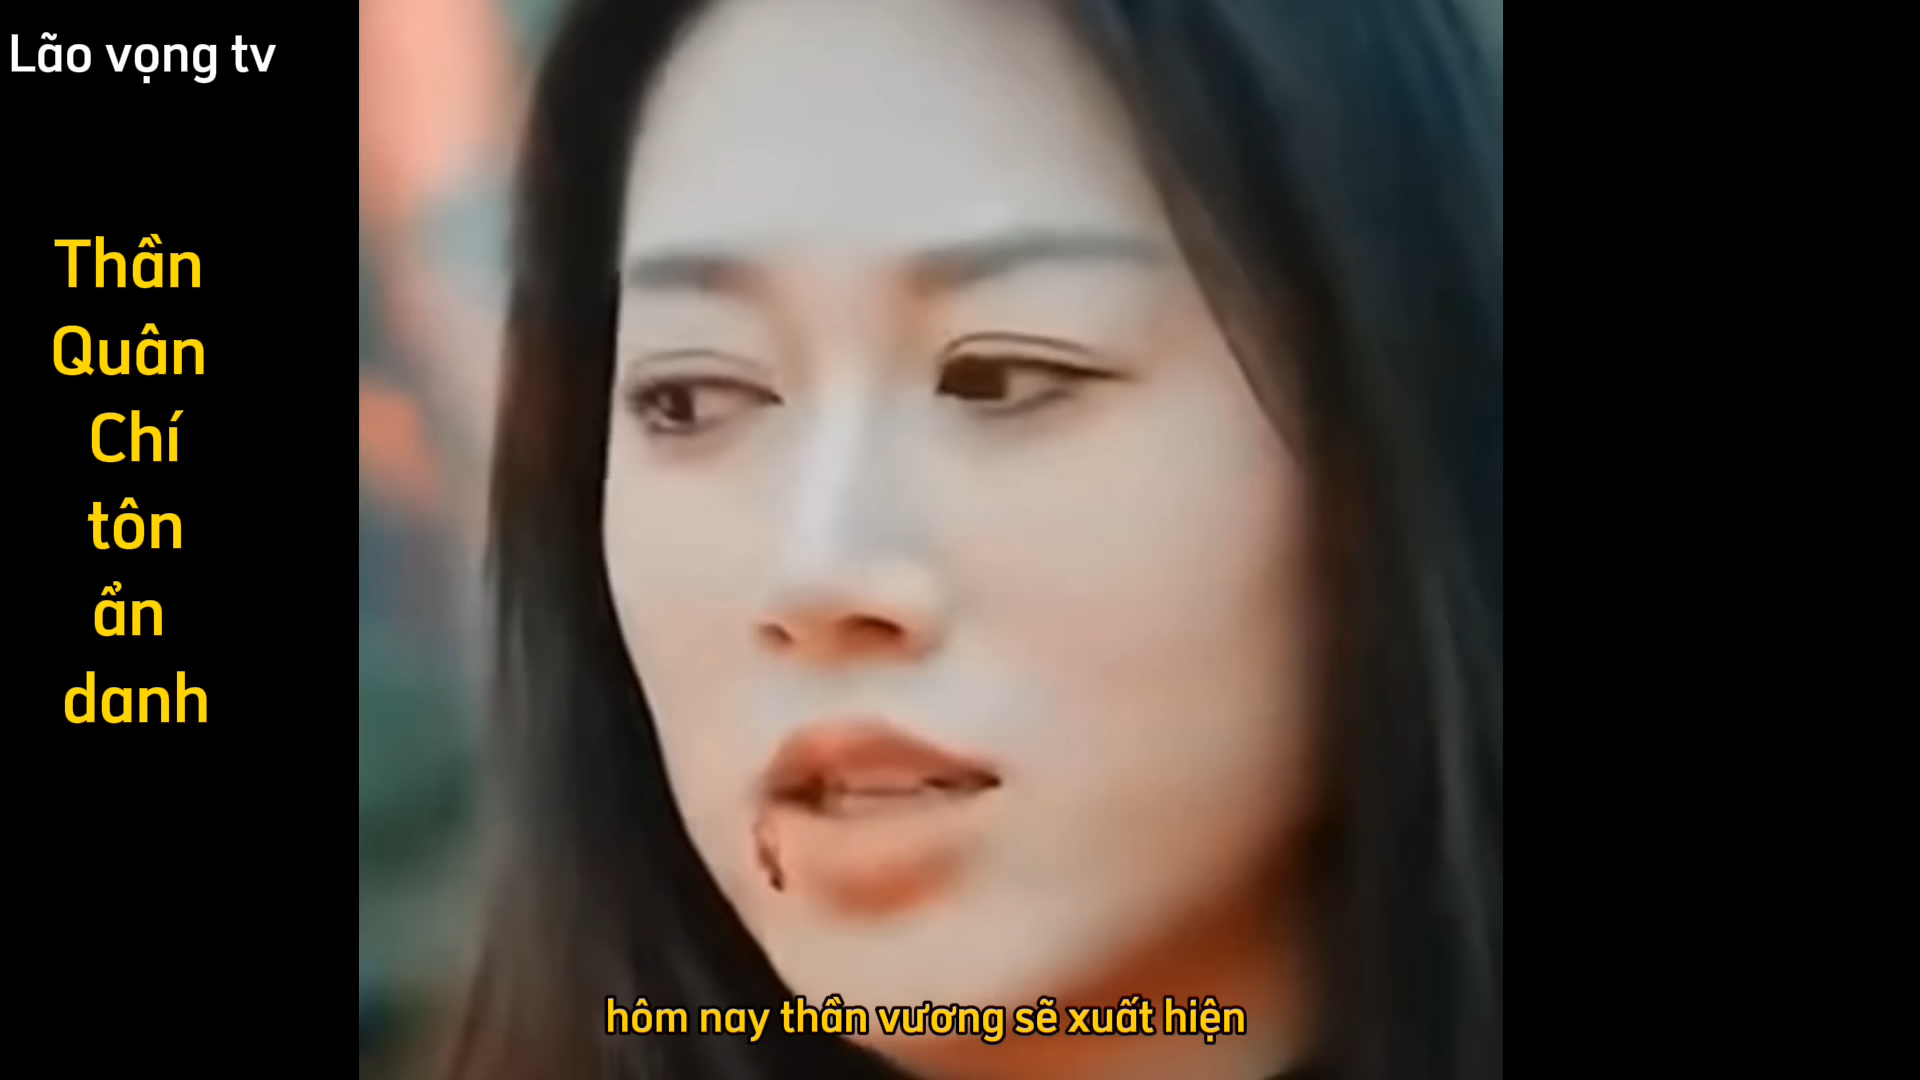 Lão vọng tv
Thần
Quân
Chí
tôn
ẩn
danh
hôm nay thần vương sẽ xuất hiện